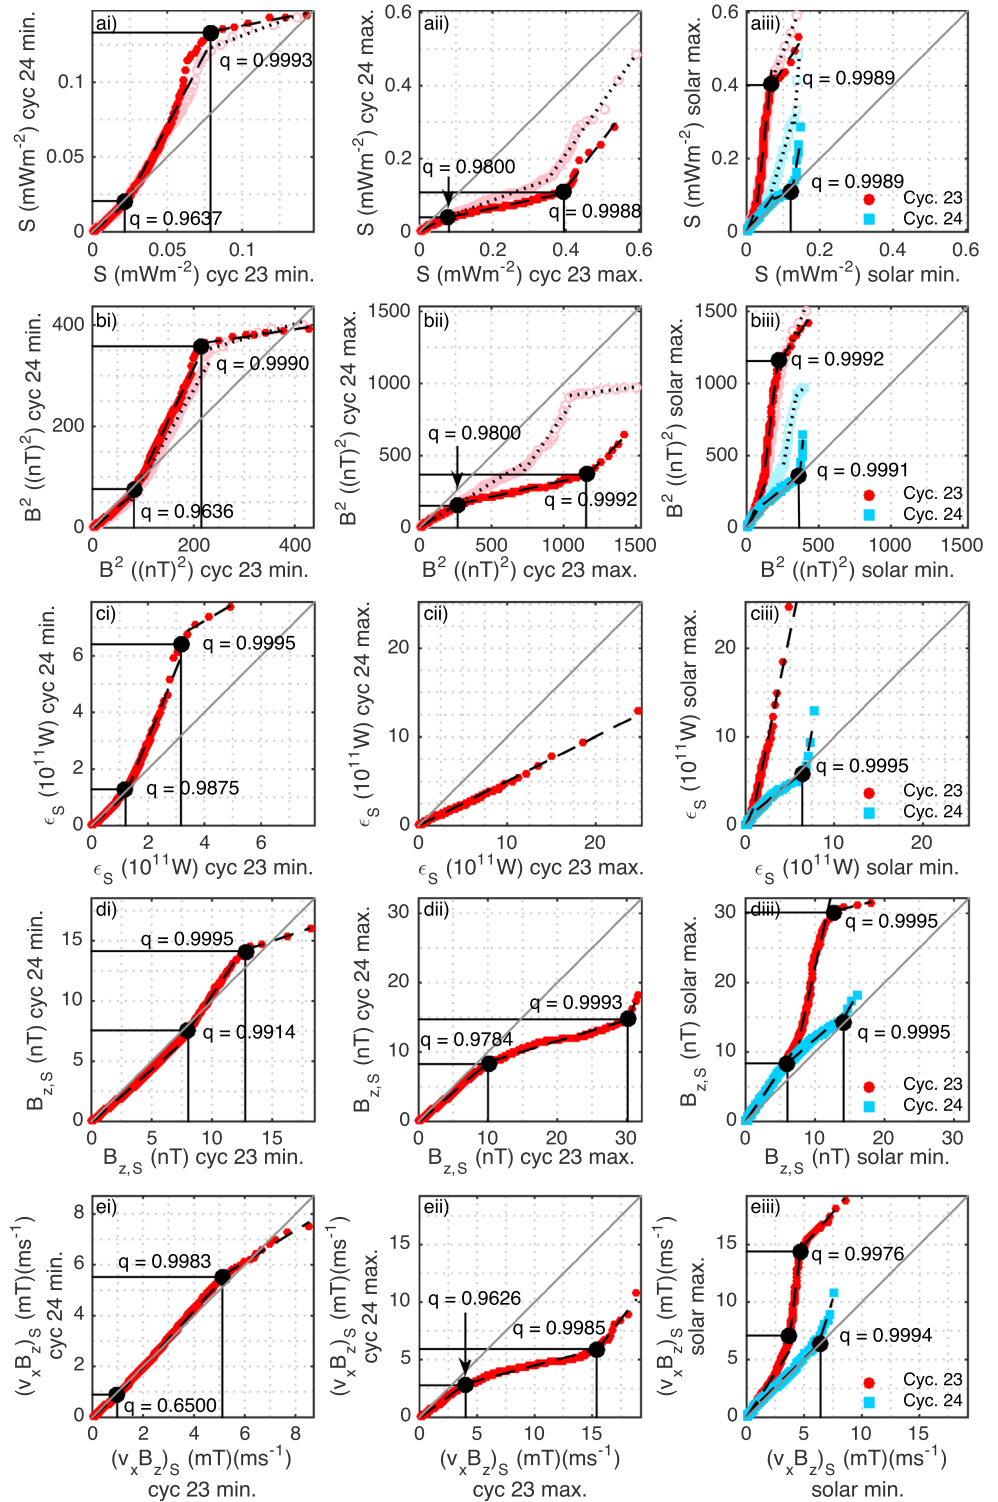 ai)
S (mWm-2) cyc 24 min.
0.1
0.05
0
q = 0.9993
q = 0.9637
0 0.05 0.1
S (mWm-2) cyc 23 min.
aii)
S (mWm-2) cyc 24 max.
0.6
0.4
0.2
0
q = 0.9800
q = 0.9988
0 0.2 0.4 0.6
S (mWm-2) cyc 23 max.
aiii)
S (mWm-2) solar max.
0.6
0.4
0.2
0
q = 0.9989
q = 0.9989
Cyc. 23
Cyc. 24
0 0.2 0.4 0.6
S (mWm-2) solar min.
bi)
B2 ((nT)2) cyc 24 min.
400
200
0
q = 0.9990
q = 0.9636
0 200 400
B2 ((nT)2) cyc 23 min.
bii)
B2 ((nT)2) cyc 24 max.
1500
1000
500
0
q = 0.9800
q = 0.9992
0 500 1000 1500
B2 ((nT)2) cyc 23 max.
biii)
B2 ((nT)2) solar max.
1500
1000
500
0
q = 0.9992
q = 0.9991
Cyc. 23
Cyc. 24
0 500 1000 1500
B2 ((nT)2) solar min.
ci)
ϵS (1011W) cyc 24 min.
6
4
2
0
q = 0.9995
q = 0.9875
0 2 4 6
ϵS (1011W) cyc 23 min.
cii)
ϵS (1011W) cyc 24 max.
20
10
0
0 10 20
ϵS (1011W) cyc 23 max.
ciii)
ϵS (1011W) solar max.
20
10
0
q = 0.9995
Cyc. 23
Cyc. 24
0 10 20
ϵS (1011W) solar min.
di)
Bz,S (nT) cyc 24 min.
15
10
5
0
q = 0.9995
q = 0.9914
0 5 10 15
Bz,S (nT) cyc 23 min.
dii)
Bz,S (nT) cyc 24 max.
30
20
10
0
q = 0.9993
q = 0.9784
0 10 20 30
Bz,S (nT) cyc 23 max.
diii)
Bz,S (nT) solar max.
30
20
10
0
q = 0.9995
q = 0.9995
Cyc. 23
Cyc. 24
0 10 20 30
Bz,S (nT) solar min.
ei)
(vxBz)S (mT)(ms-1)
cyc 24 min.
8
6
4
2
0
q = 0.9983
q = 0.6500
0 2 4 6 8
(vxBz)S (mT)(ms-1)
cyc 23 min.
eii)
(vxBz)S (mT)(ms-1)
cyc 24 max.
15
10
5
0
q = 0.9626
q = 0.9985
0 5 10 15
(vxBz)S (mT)(ms-1)
cyc 23 max.
eiii)
(vxBz)S (mT)(ms-1)
solar max.
15
10
5
0
q = 0.9976
q = 0.9994
Cyc. 23
Cyc. 24
0 5 10 15
(vxBz)S (mT)(ms-1)
solar min.